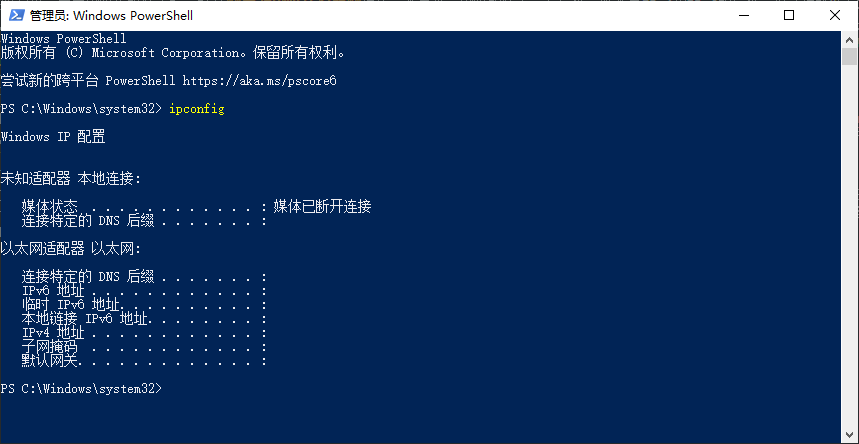 管理员: Windows PowerShell
Windows PowerShell
版权所有 (C) Microsoft Corporation。保留所有权利。
尝试新的跨平台 PowerShell https://aka.ms/pscore6
PS C:\Windows\system32> ipconfig
Windows IP 配置
未知适配器 本地连接:
媒体状态 . . . . . . . . . . . . : 媒体已断开连接
连接特定的 DNS 后缀 . . . . . . . :
以太网适配器 以太网:
连接特定的 DNS 后缀 . . . . . . . :
IPv6 地址 . . . . . . . . . . . . :
临时 IPv6 地址. . . . . . . . . . :
本地链接 IPv6 地址. . . . . . . . :
IPv4 地址 . . . . . . . . . . . . :
子网掩码 . . . . . . . . . . . . :
默认网关. . . . . . . . . . . . . :
PS C:\Windows\system32>